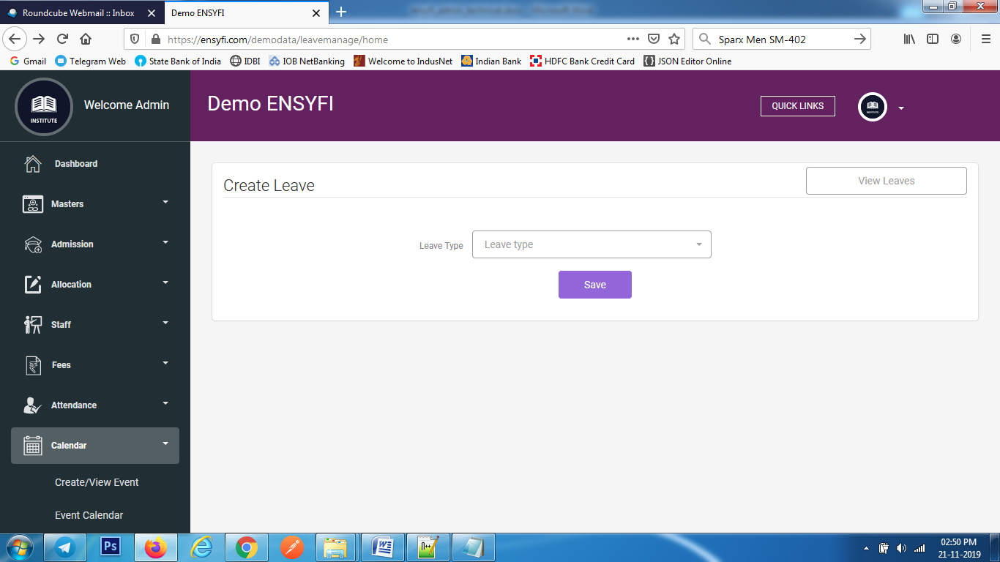 Roundcube Webmail :: Inbox
Demo ENSYFI
https://ensyfi.com/demodata/leavemanage/home
Sparx Men SM-402
Gmail
Telegram Web
State Bank of India
IDBI
IOB NetBanking
Welcome to IndusNet
Indian Bank
HDFC Bank Credit Card
JSON Editor Online
INSTITUTE
Welcome Admin
Demo ENSYFI
QUICK LINKS
INSTITUTE
Dashboard
Masters
Admission
Allocation
Staff
Fees
Attendance
Calendar
Create/View Event
Event Calendar
Create Leave
View Leaves
Leave Type
Leave type
Save
Ps
W
n++
02:50 PM
21-11-2019